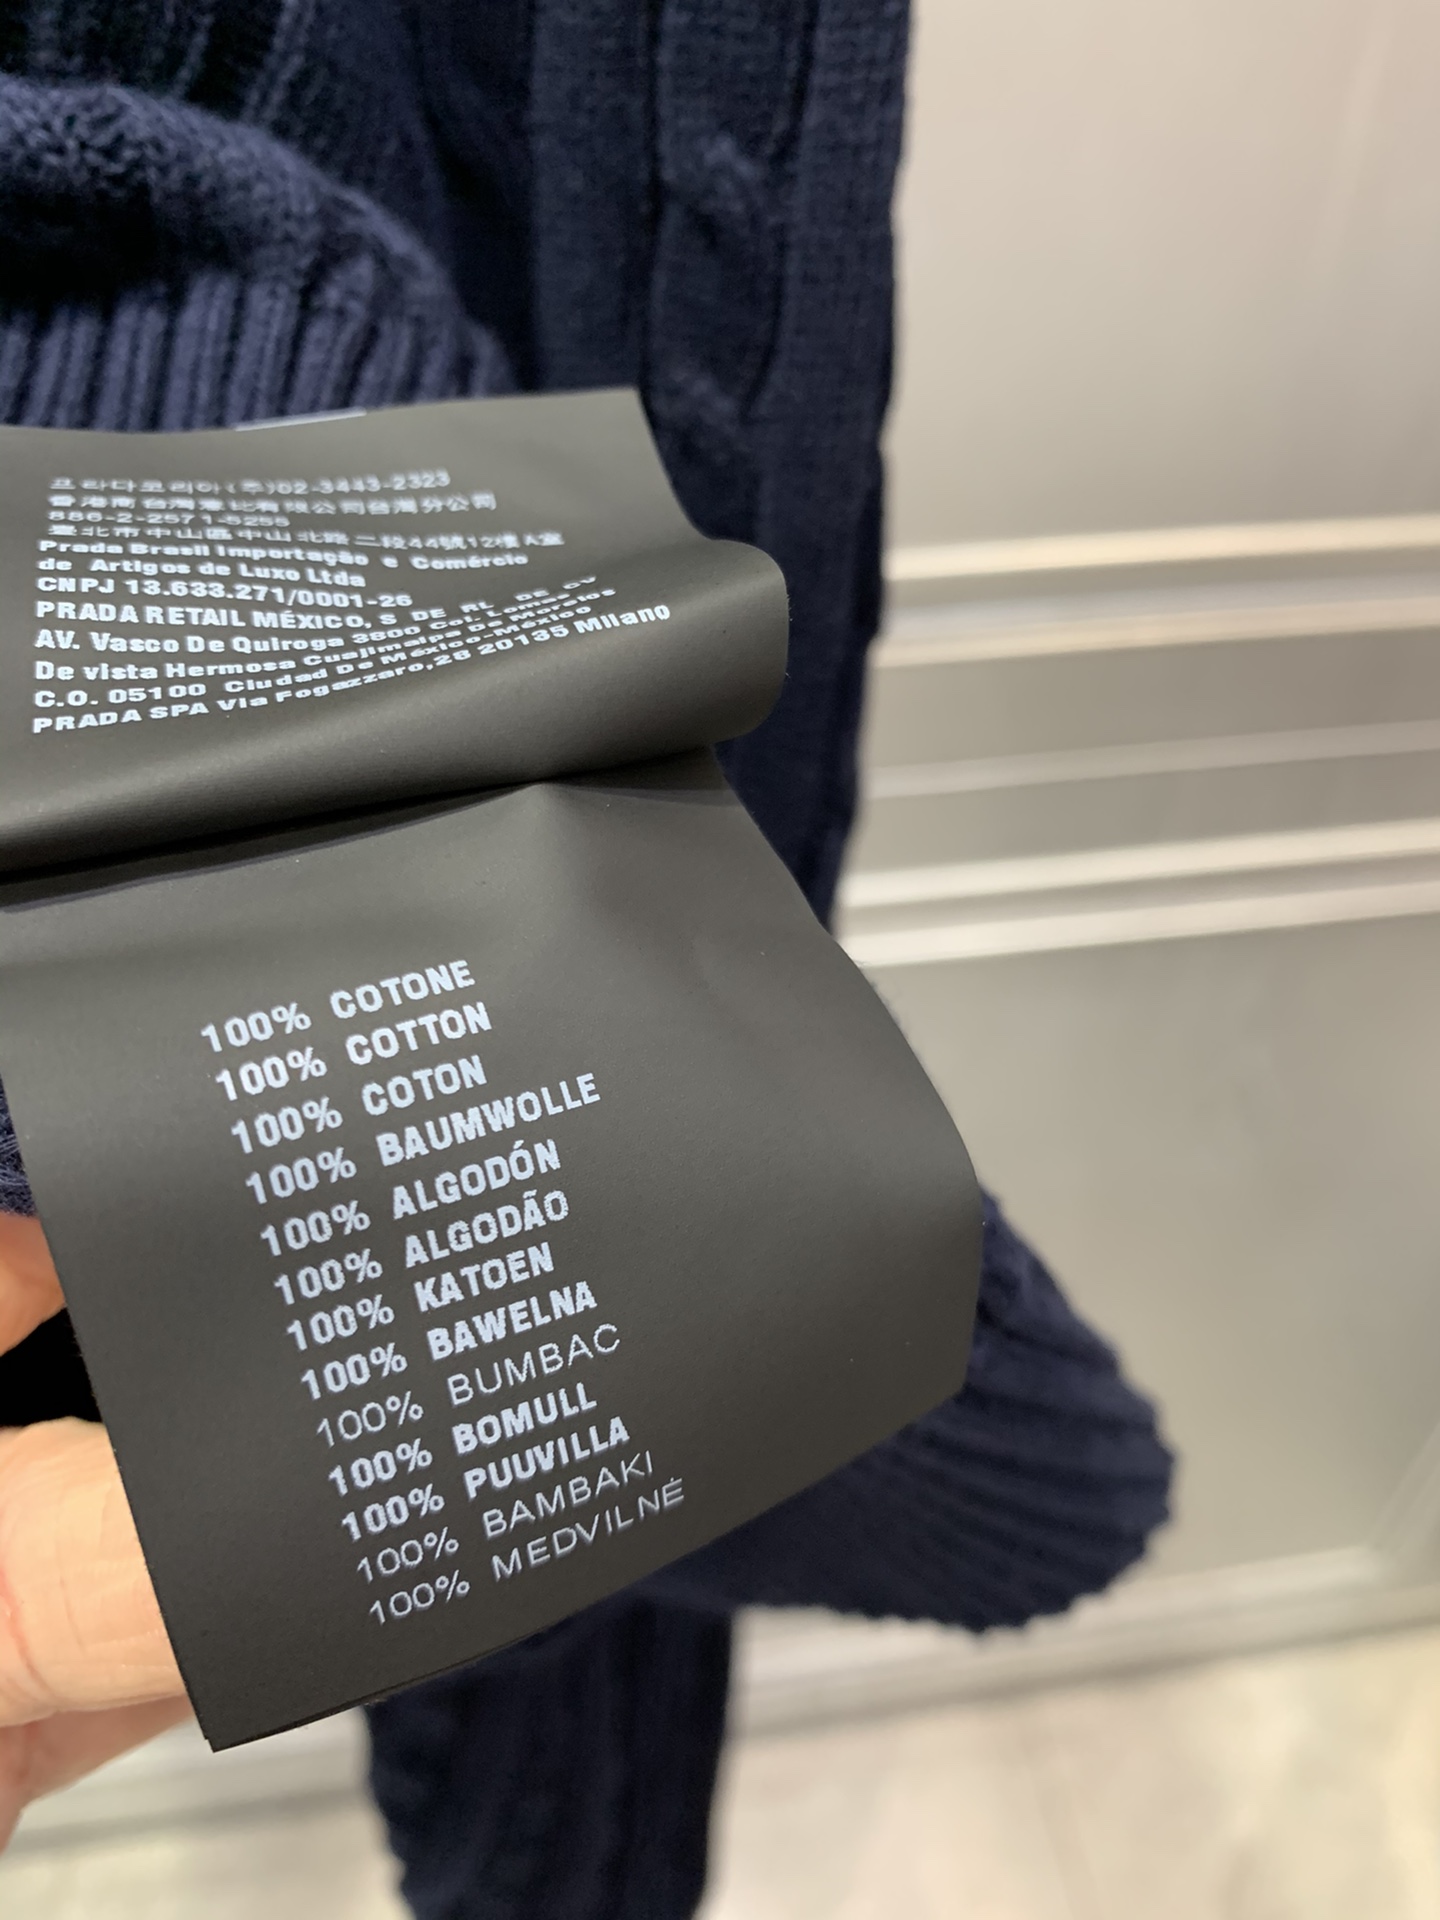 프라다코리아(주)02-3443-2323
香港商台灣普比有限公司台灣分公司
886-2-2571-5255
臺北市中山區中山北路二段44號12樓A室
Prada Brasil Importação e Comércio
de Artigos de Luxo Ltda
CNPJ 13.633.271/0001-26
PRADA RETAIL MÉXICO, S DE RL DE CV
AV. Vasco De Quiroga 3800 Col. Lomas
De vista Hermosa Cuajimalpa De Morelos
C.O. 05100 Ciudad De México-México
PRADA SPA Via Fogazzaro,28 20135 Milano
100% COTONE
100% COTTON
100% COTON
100% BAUMWOLLE
100% ALGODÓN
100% ALGODÃO
100% KATOEN
100% BAWELNA
100% BUMBAC
100% BOMULL
100% PUUVILLA
100% BAMBAKI
100% MEDVILNĖ